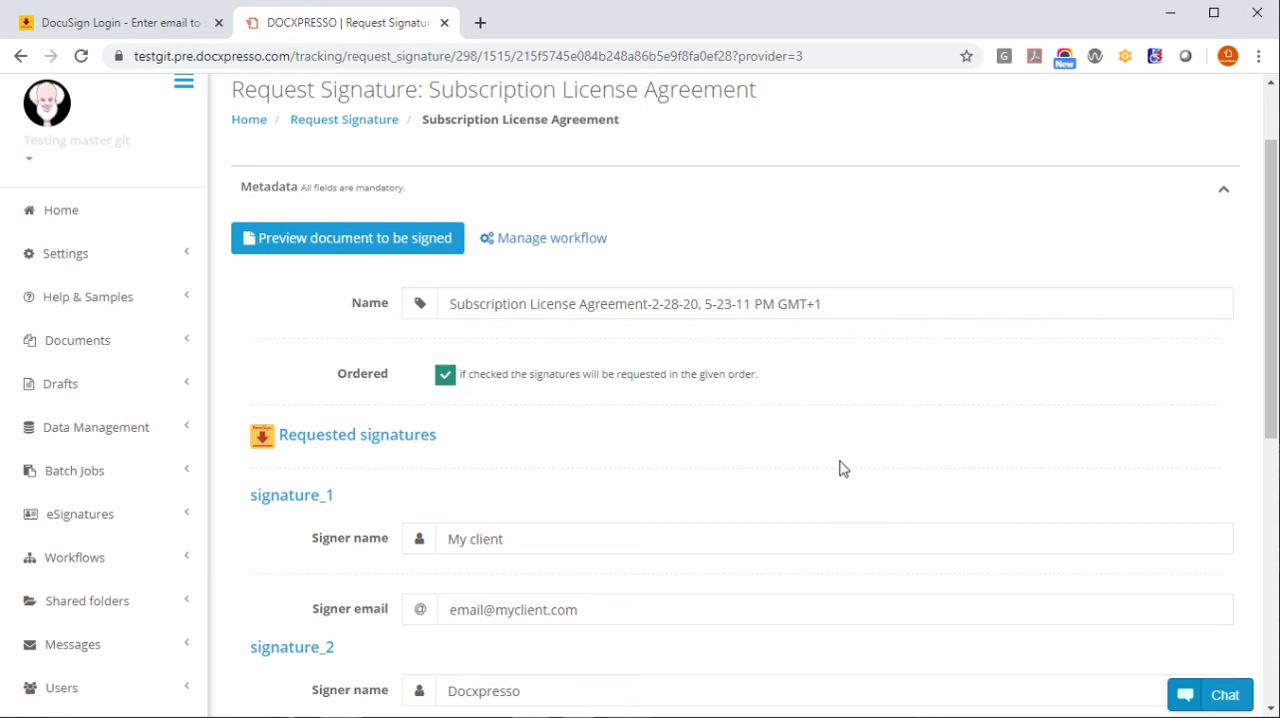 DocuSign Login - Enter email to s
DOCXPRESSO | Request Signatur
testgit.pre.docxpresso.com/tracking/request_signature/298/1515/215f5745e084b248a86b5e9f8fa0ef28?provider=3
New
Testing master git
Home
Settings
Help & Samples
Documents
Drafts
Data Management
Batch Jobs
eSignatures
Workflows
Shared folders
Messages
Users
Request Signature: Subscription License Agreement
Home / Request Signature / Subscription License Agreement
Metadata All fields are mandatory.
Preview document to be signed Manage workflow
Name Subscription License Agreement-2-28-20, 5-23-11 PM GMT+1
Ordered if checked the signatures will be requested in the given order.
Requested signatures
signature_1
Signer name My client
Signer email @ email@myclient.com
signature_2
Signer name Docxpresso
Chat